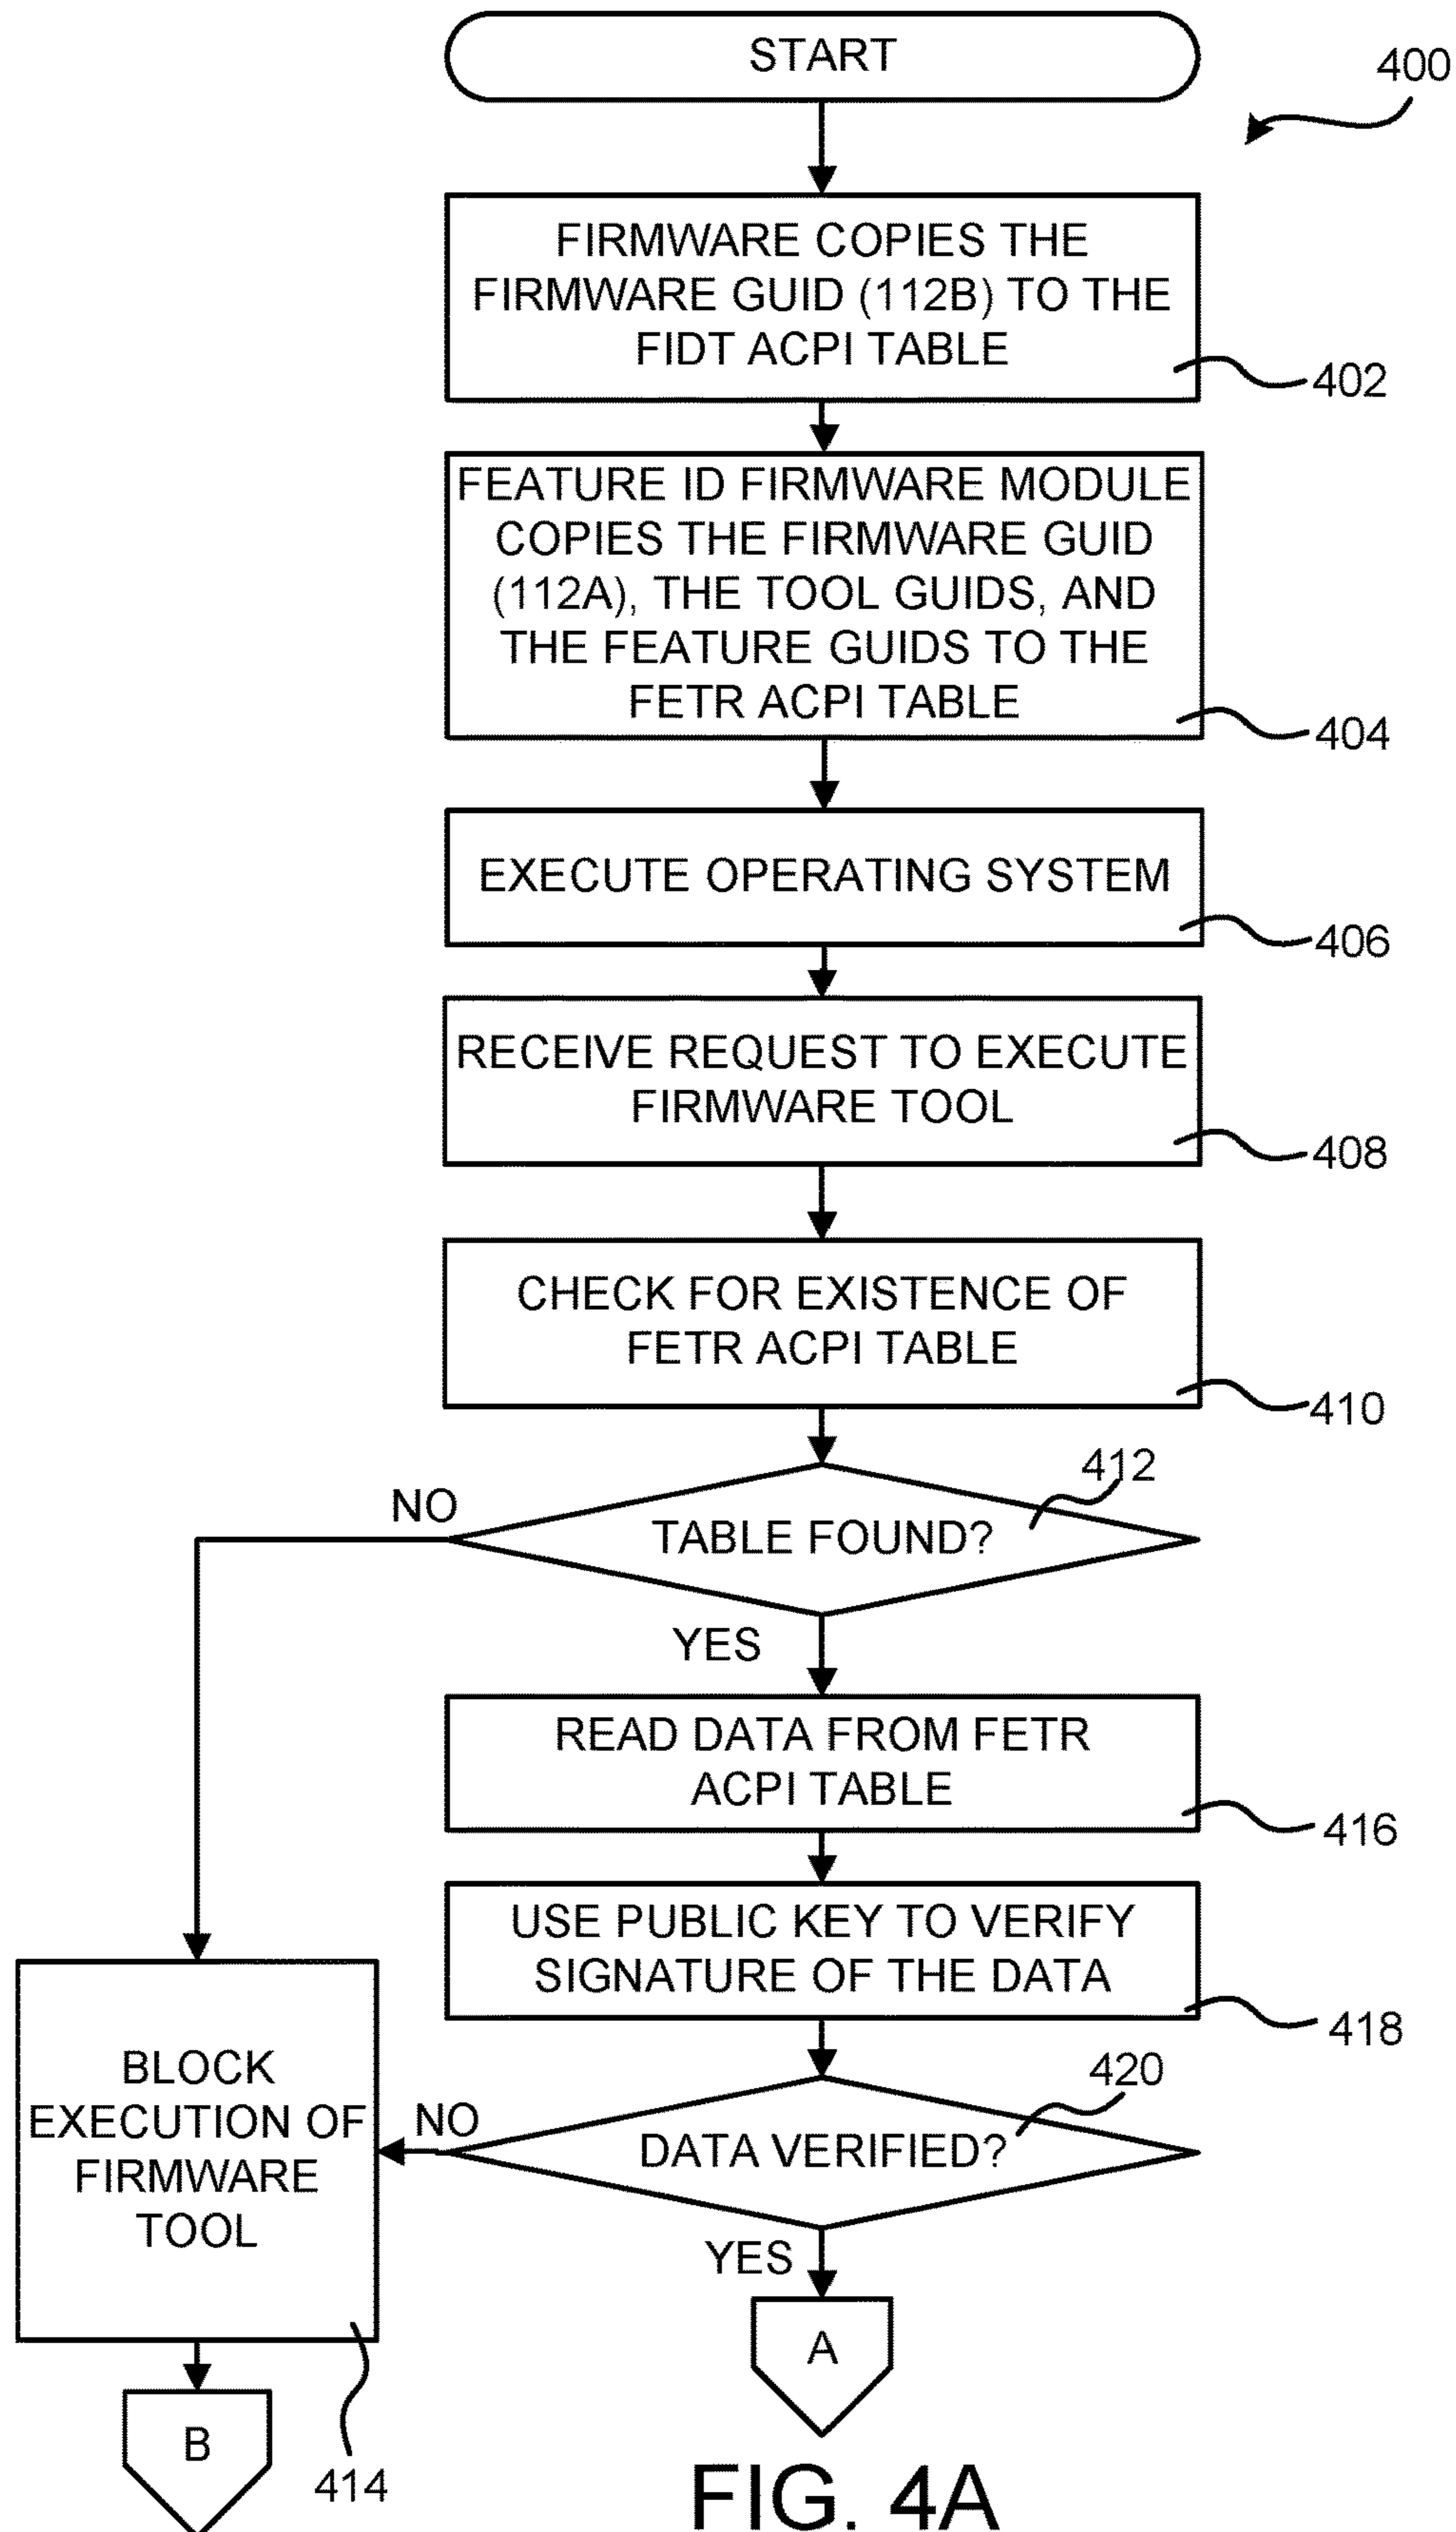 START
400
FIRMWARE COPIES THE
FIRMWARE GUID (112B) TO THE
FIDT ACPI TABLE
402
FEATURE ID FIRMWARE MODULE
COPIES THE FIRMWARE GUID
(112A), THE TOOL GUIDS, AND
THE FEATURE GUIDS TO THE
FETR ACPI TABLE
404
EXECUTE OPERATING SYSTEM
406
RECEIVE REQUEST TO EXECUTE
FIRMWARE TOOL
408
CHECK FOR EXISTENCE OF
FETR ACPI TABLE
410
412
NO
TABLE FOUND?
YES
READ DATA FROM FETR
ACPI TABLE
416
USE PUBLIC KEY TO VERIFY
SIGNATURE OF THE DATA
418
420
NO
DATA VERIFIED?
BLOCK
EXECUTION OF
FIRMWARE
TOOL
YES
A
B
414
FIG. 4A